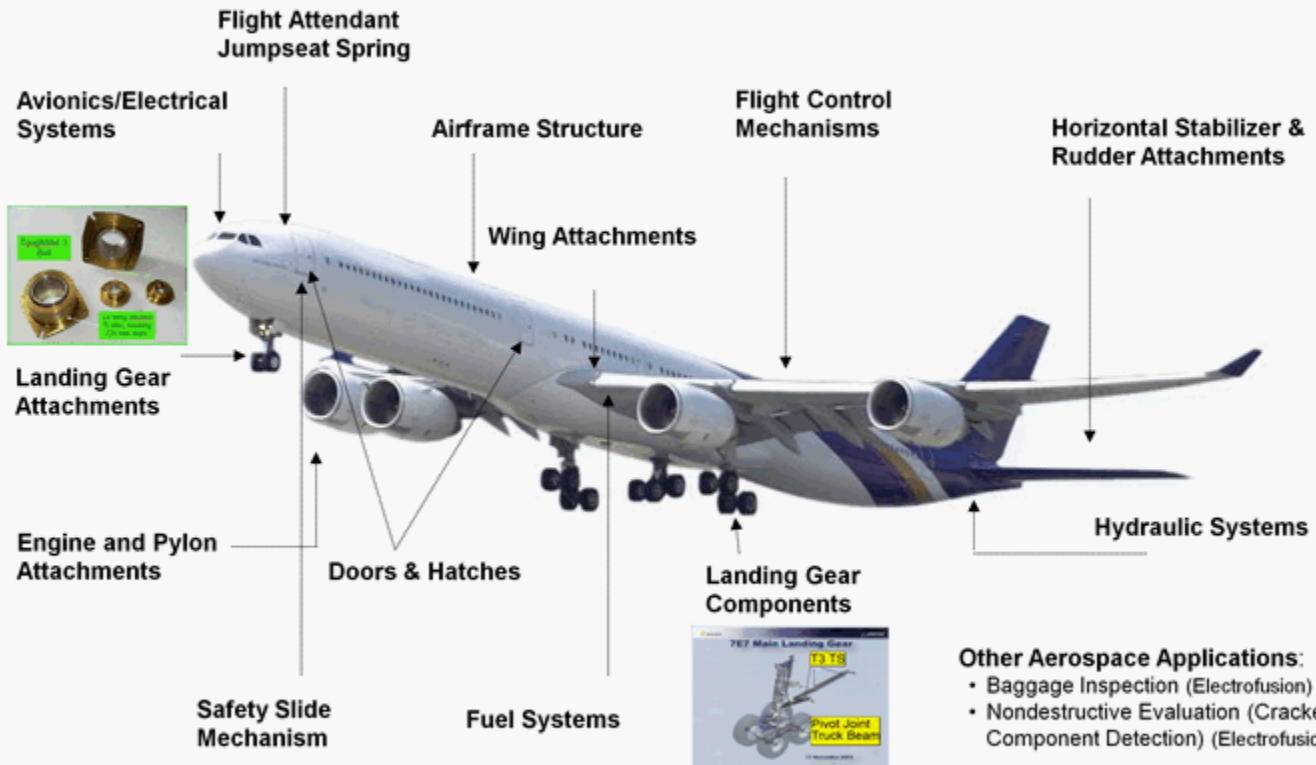 Flight Attendant
Jumpseat Spring
Avionics/Electrical
Systems
Airframe Structure
Flight Control
Mechanisms
Horizontal Stabilizer &
Rudder Attachments
Wing Attachments
Landing Gear
Attachments
Engine and Pylon
Attachments
Doors & Hatches
Hydraulic Systems
Landing Gear
Components
7E7 Main Landing Gear
T3 TS
Pivot Joint
Truck Beam
Safety Slide
Mechanism
Fuel Systems
Other Aerospace Applications:
• Baggage Inspection (Electrofusion)
• Nondestructive Evaluation (Cracke
Component Detection) (Electrofusio